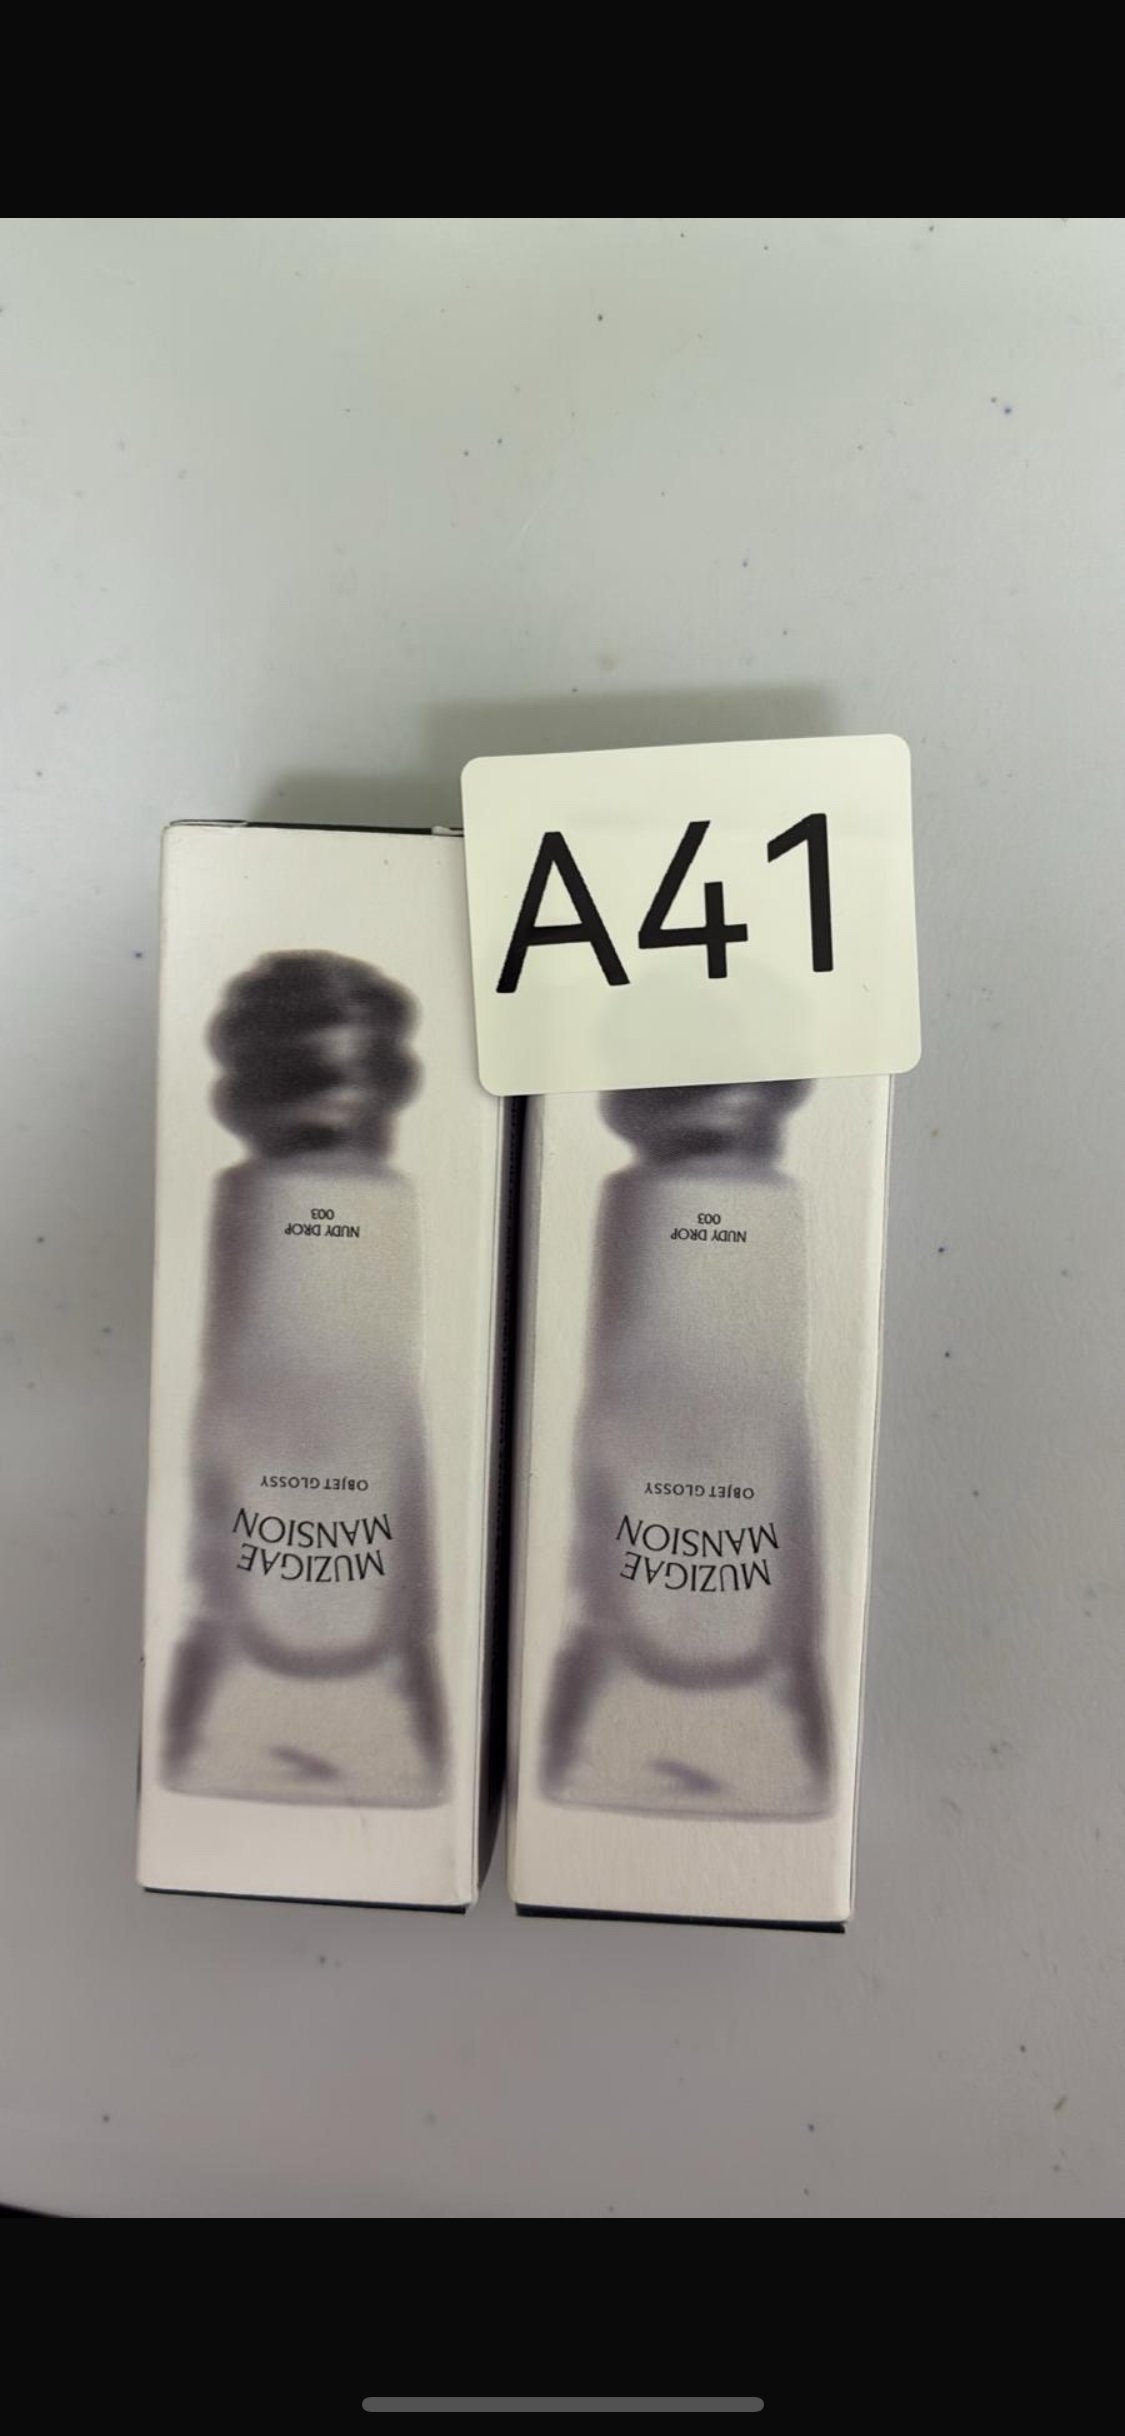 A41
MUZIGAE
MANSION
OBJET GLOSSY
NUDY DROP
003
MUZIGAE
MANSION
OBJET GLOSSY
NUDY DROP
003